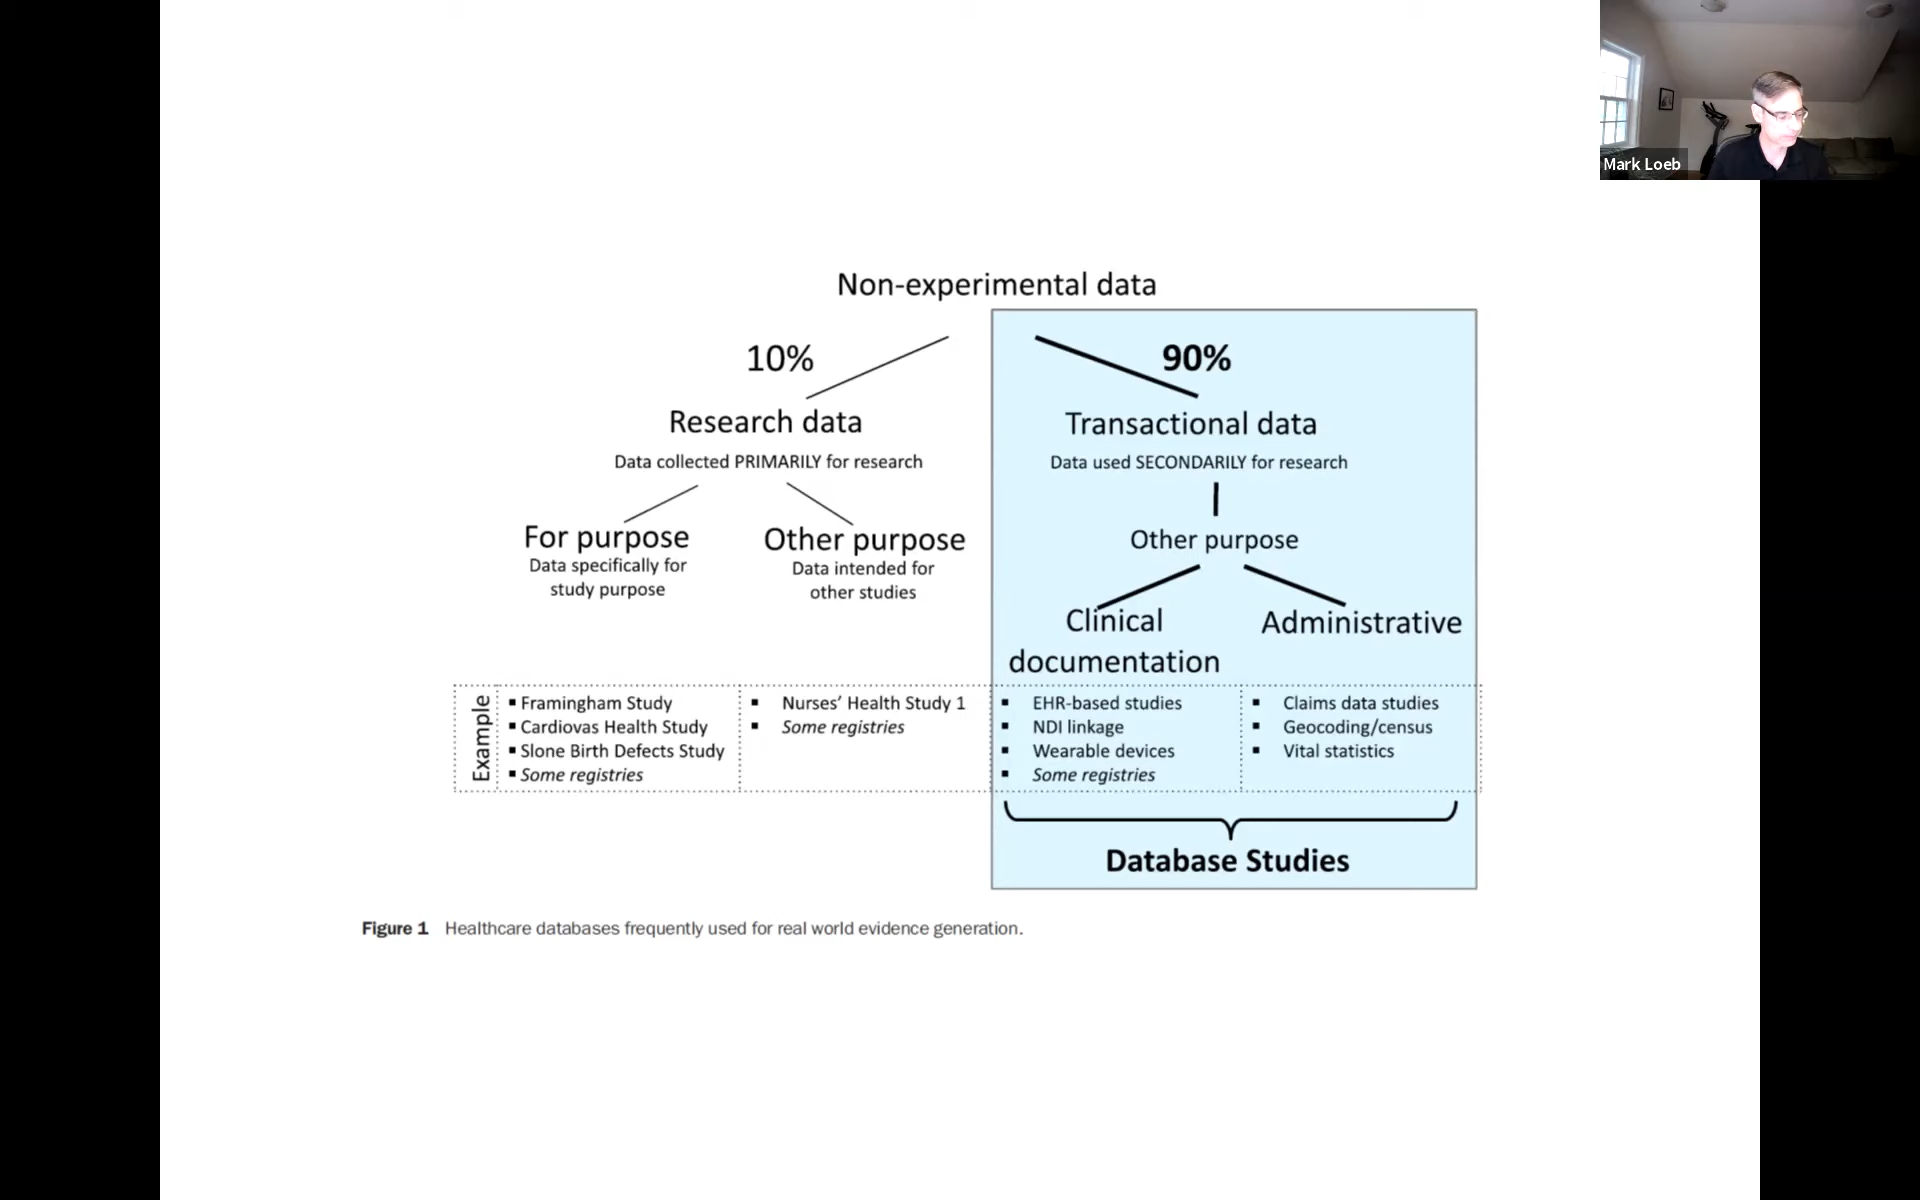 Mark Loeb
Non-experimental data
10%
90%
Research data
Data collected PRIMARILY for research
Transactional data
Data used SECONDARILY for research
For purpose
Data specifically for
study purpose
Other purpose
Data intended for
other studies
Other purpose
Clinical
documentation
Administrative
Example
▪ Framingham Study
▪ Cardiovas Health Study
▪ Slone Birth Defects Study
▪ Some registries
▪ Nurses’ Health Study 1
▪ Some registries
▪ EHR-based studies
▪ NDI linkage
▪ Wearable devices
▪ Some registries
▪ Claims data studies
▪ Geocoding/census
▪ Vital statistics
Database Studies
Figure 1 Healthcare databases frequently used for real world evidence generation.